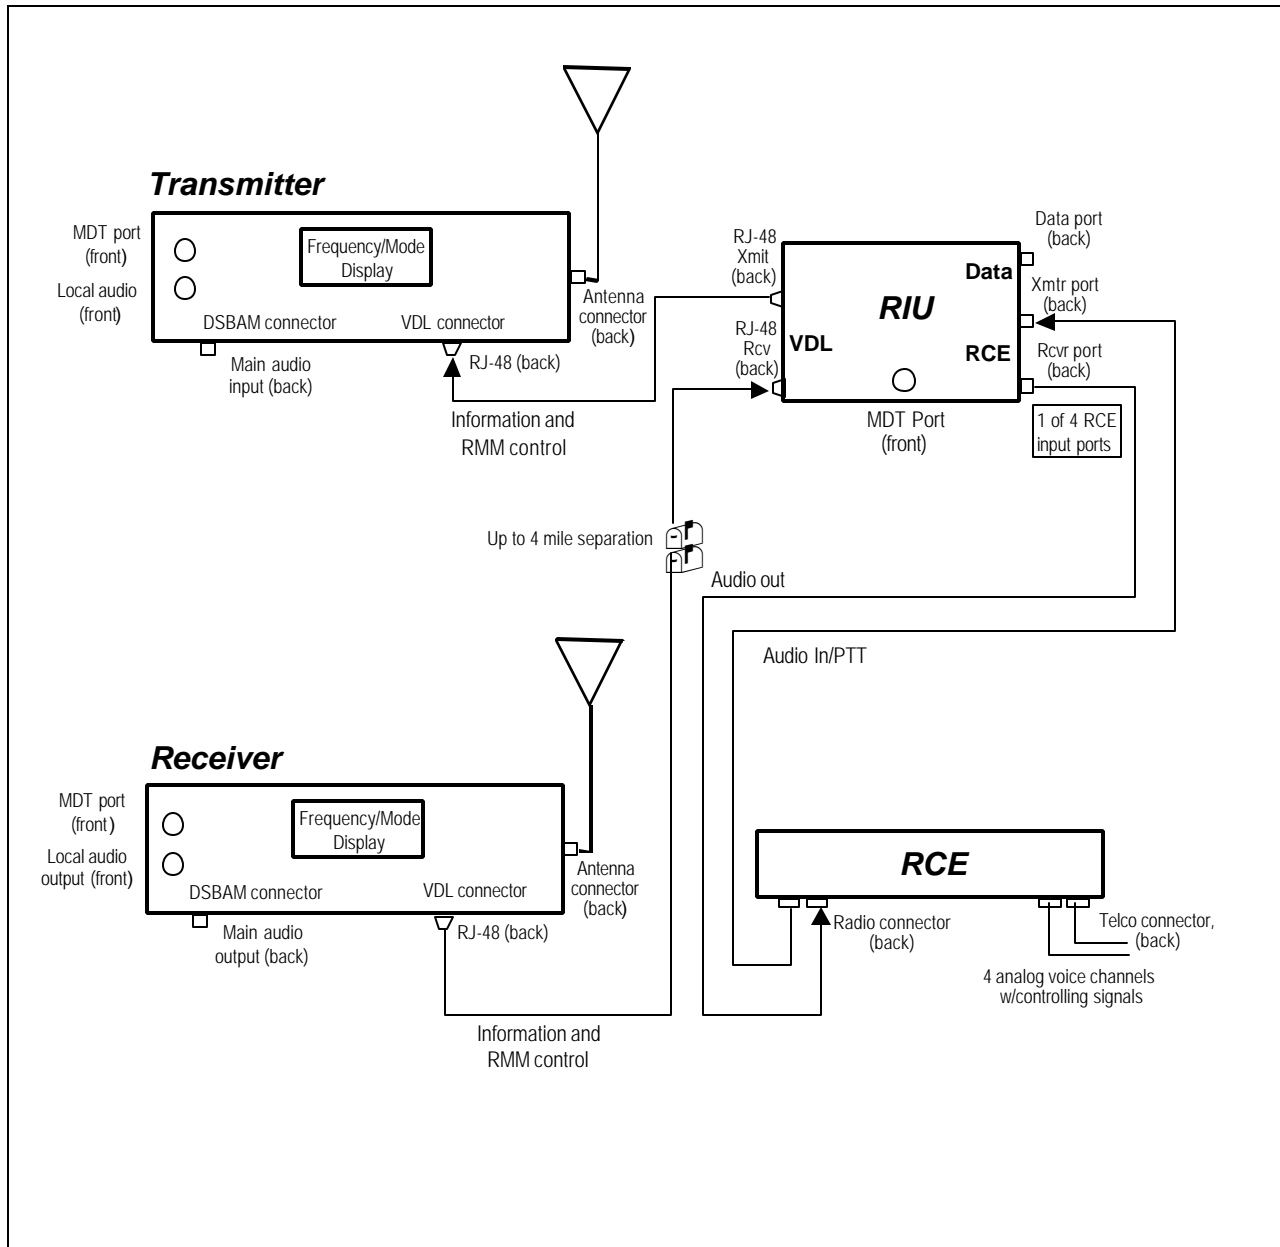 Transmitter
MDT port
(front)
Local audio
(front)
Frequency/Mode
Display
DSBAM connector
VDL connector
Main audio
input (back)
RJ-48 (back)
Antenna
connector
(back)
Information and
RMM control
RJ-48
Xmit
(back)
RJ-48
Rcv
(back)
RIU
Data
VDL
RCE
Data port
(back)
Xmtr port
(back)
Rcvr port
(back)
MDT Port
(front)
1 of 4 RCE
input ports
Up to 4 mile separation
Audio out
Audio In/PTT
Receiver
MDT port
(front)
Local audio
output (front)
Frequency/Mode
Display
DSBAM connector
VDL connector
Main audio
output (back)
RJ-48 (back)
Antenna
connector
(back)
Information and
RMM control
RCE
Radio connector
(back)
Telco connector,
(back)
4 analog voice channels
w/controlling signals